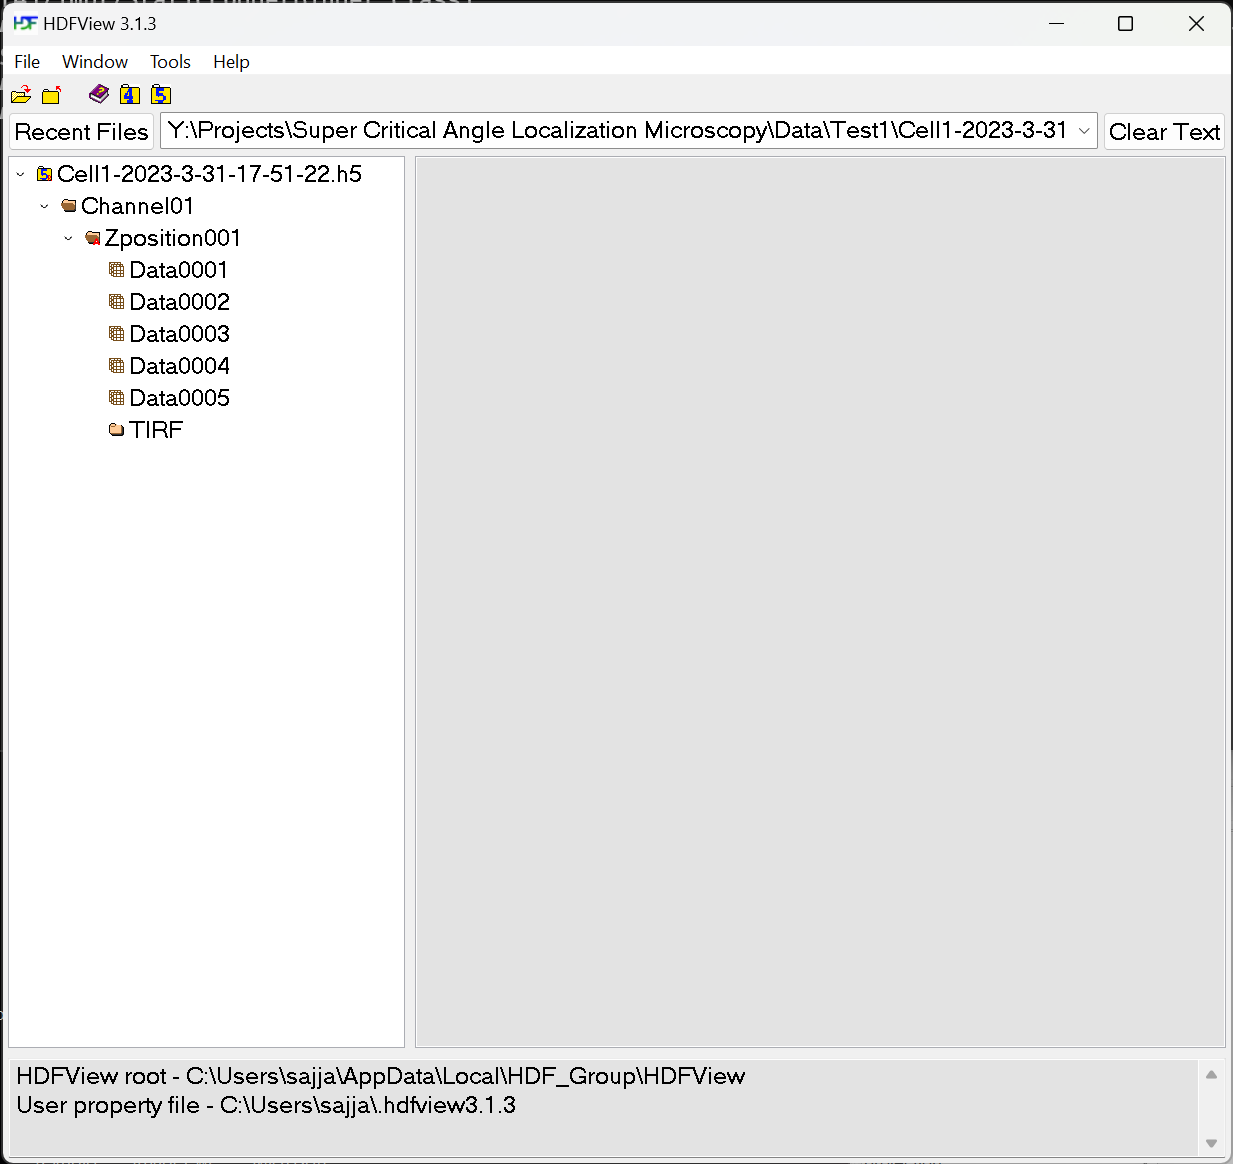 HDFView 3.1.3
File Window Tools Help
4 5
Recent Files Y:\Projects\Super Critical Angle Localization Microscopy\Data\Test1\Cell1-2023-3-31 Clear Text
Cell1-2023-3-31-17-51-22.h5
Channel01
Zposition001
Data0001
Data0002
Data0003
Data0004
Data0005
TIRF
HDFView root - C:\Users\sajja\AppData\Local\HDF_Group\HDFView
User property file - C:\Users\sajja\.hdfview3.1.3